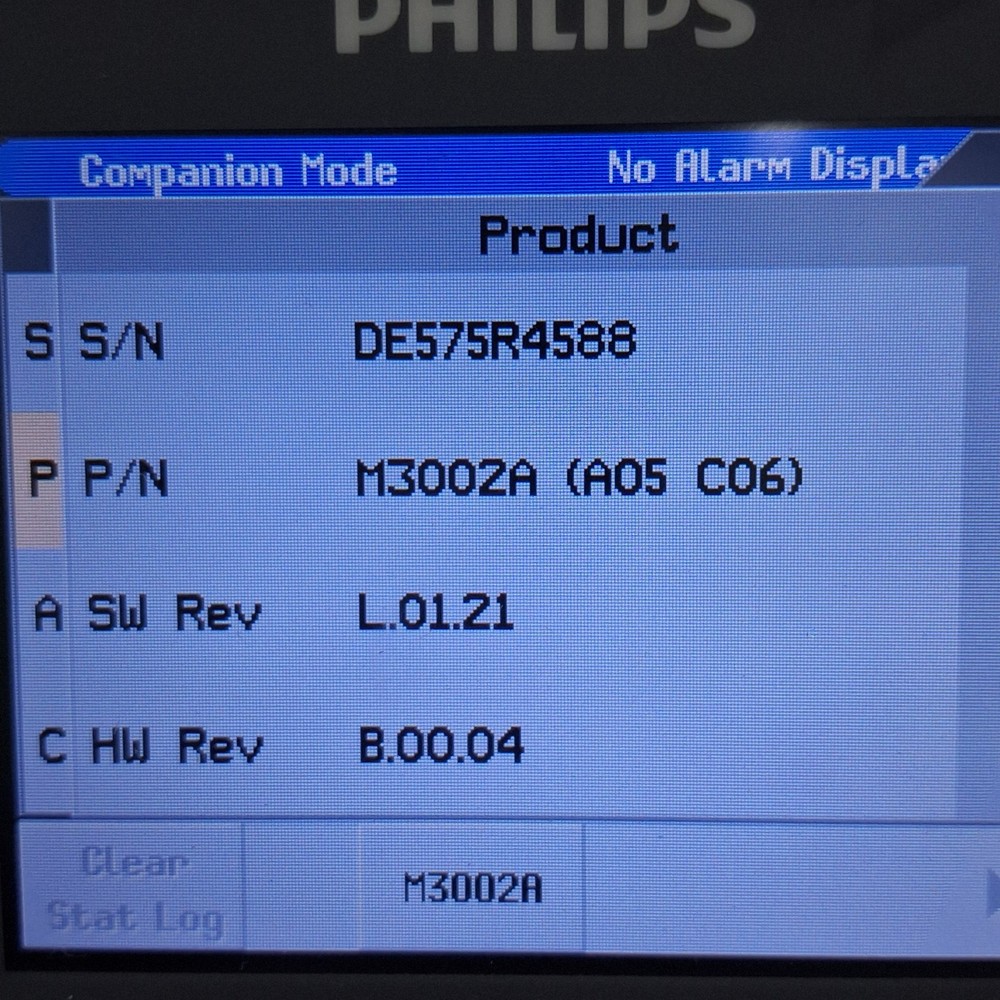 PHILIPS
Companion Mode No Alarm Displa
Product
S S/N DE575R4588
P P/N M3002A (A05 C06)
A SW Rev L.01.21
C HW Rev B.00.04
Clear
Stat Log
M3002A